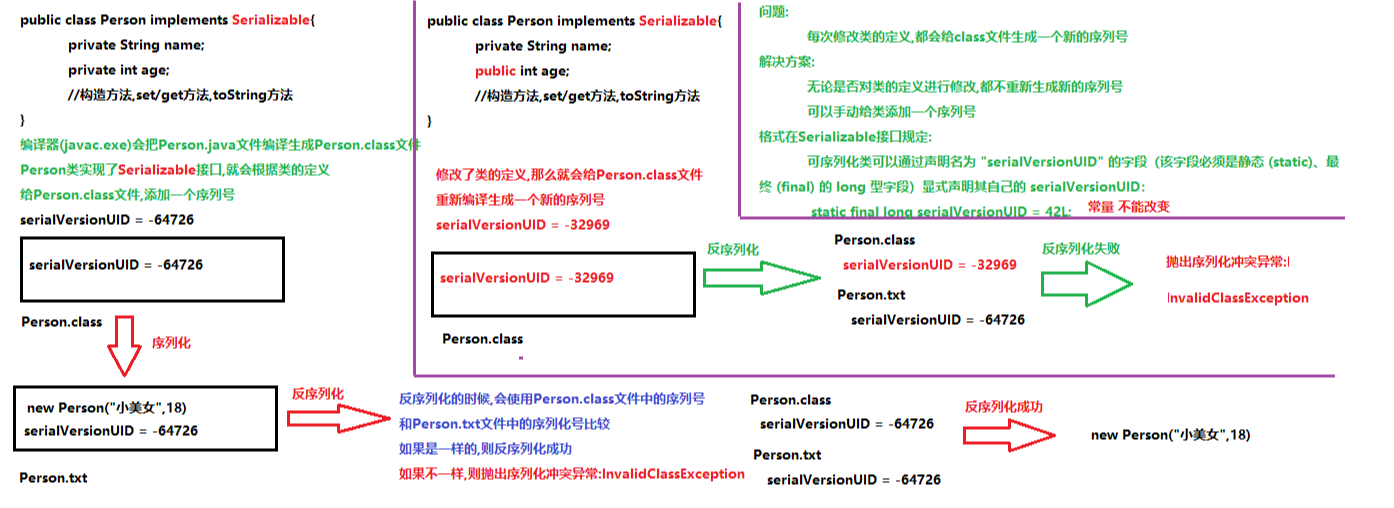 public class Person implements Serializable{
private String name;
private int age;
//构造方法,set/get方法,toString方法
}
编译器(javac.exe)会把Person.java文件编译生成Person.class文件
Person类实现了Serializable接口,就会根据类的定义
给Person.class文件,添加一个序列号
serialVersionUID = -64726
serialVersionUID = -64726
Person.class
序列化
new Person("小美女",18)
serialVersionUID = -64726
Person.txt
public class Person implements Serializable{
private String name;
public int age;
//构造方法,set/get方法,toString方法
}
修改了类的定义,那么就会给Person.class文件
重新编译生成一个新的序列号
serialVersionUID = -32969
serialVersionUID = -32969
Person.class
反序列化
Person.class
serialVersionUID = -32969
Person.txt
serialVersionUID = -64726
反序列化失败
抛出序列化冲突异常:I
InvalidClassException
问题:
每次修改类的定义,都会给class文件生成一个新的序列号
解决方案:
无论是否对类的定义进行修改,都不重新生成新的序列号
可以手动给类添加一个序列号
格式在Serializable接口规定:
可序列化类可以通过声明名为 "serialVersionUID" 的字段（该字段必须是静态 (static)、最
终 (final) 的 long 型字段）显式声明其自己的 serialVersionUID:
static final long serialVersionUID = 42L; 常量 不能改变
反序列化
反序列化的时候,会使用Person.class文件中的序列号
和Person.txt文件中的序列化号比较
如果是一样的,则反序列化成功
如果不一样,则抛出序列化冲突异常:InvalidClassException
Person.class
serialVersionUID = -64726
Person.txt
serialVersionUID = -64726
反序列化成功
new Person("小美女",18)